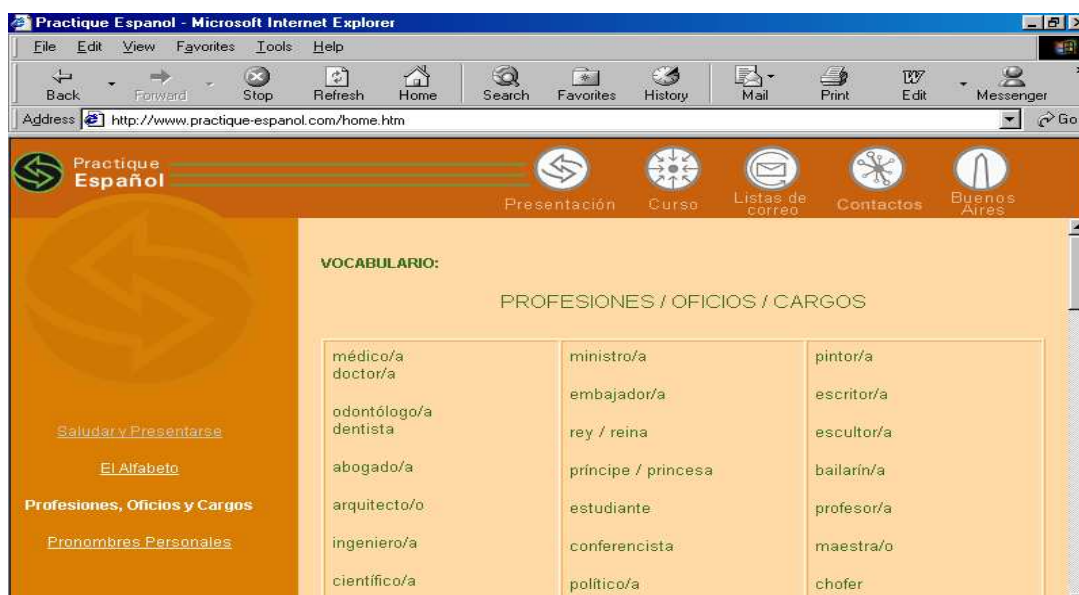 Practique Espanol - Microsoft Internet Explorer
File Edit View Favorites Tools Help
Back Forward Stop Refresh Home Search Favorites History Mail Print Edit Messenger
Address http://www.practique-espanol.com/home.htm Go
Practique
Español
Presentación Curso Listas de correo Contactos Buenos Aires
VOCABULARIO:
PROFESIONES / OFICIOS / CARGOS
médico/a
doctor/a
odontólogo/a
dentista
abogado/a
arquitecto/o
ingeniero/a
científico/a
ministro/a
embajador/a
rey / reina
príncipe / princesa
estudiante
conferencista
político/a
pintor/a
escritor/a
escultor/a
bailarín/a
profesor/a
maestra/o
chofer
Saludar y Presentarse
El Alfabeto
Profesiones, Oficios y Cargos
Pronombres Personales